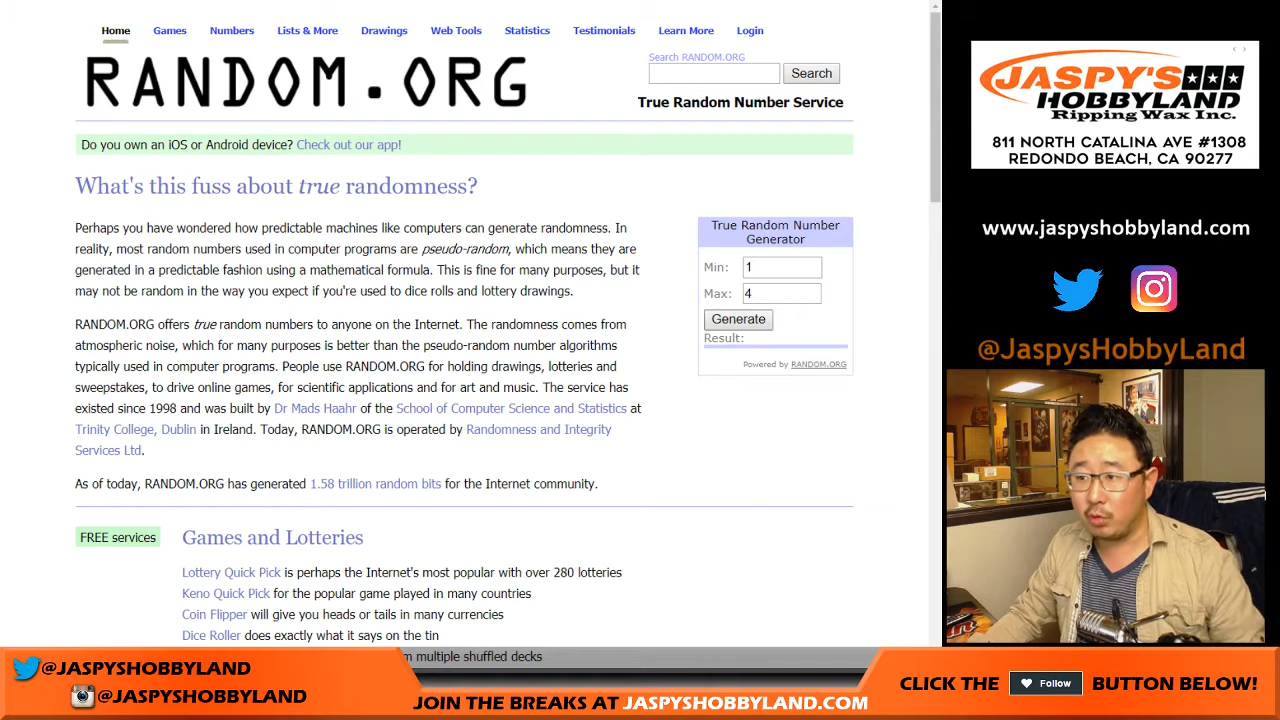 Home Games Numbers Lists & More Drawings Web Tools Statistics Testimonials Learn More Login
RANDOM.ORG
Search RANDOM.ORG
Search
True Random Number Service
Do you own an iOS or Android device? Check out our app!
What's this fuss about true randomness?
Perhaps you have wondered how predictable machines like computers can generate randomness. In
reality, most random numbers used in computer programs are pseudo-random, which means they are
generated in a predictable fashion using a mathematical formula. This is fine for many purposes, but it
may not be random in the way you expect if you're used to dice rolls and lottery drawings.
RANDOM.ORG offers true random numbers to anyone on the Internet. The randomness comes from
atmospheric noise, which for many purposes is better than the pseudo-random number algorithms
typically used in computer programs. People use RANDOM.ORG for holding drawings, lotteries and
sweepstakes, to drive online games, for scientific applications and for art and music. The service has
existed since 1998 and was built by Dr Mads Haahr of the School of Computer Science and Statistics at
Trinity College, Dublin in Ireland. Today, RANDOM.ORG is operated by Randomness and Integrity
Services Ltd.
As of today, RANDOM.ORG has generated 1.58 trillion random bits for the Internet community.
True Random Number
Generator
Min: 1
Max: 4
Generate
Result:
Powered by RANDOM.ORG
FREE services
Games and Lotteries
Lottery Quick Pick is perhaps the Internet's most popular with over 280 lotteries
Keno Quick Pick for the popular game played in many countries
Coin Flipper will give you heads or tails in many currencies
Dice Roller does exactly what it says on the tin
multiple shuffled decks
JASPY'S
HOBBYLAND
Ripping Wax Inc.
811 NORTH CATALINA AVE #1308
REDONDO BEACH, CA 90277
www.jaspyshobbyland.com
@JaspysHobbyLand
@JASPYSHOBBYLAND
@JASPYSHOBBYLAND
JOIN THE BREAKS AT JASPYSHOBBYLAND.COM
CLICK THE Follow BUTTON BELOW!